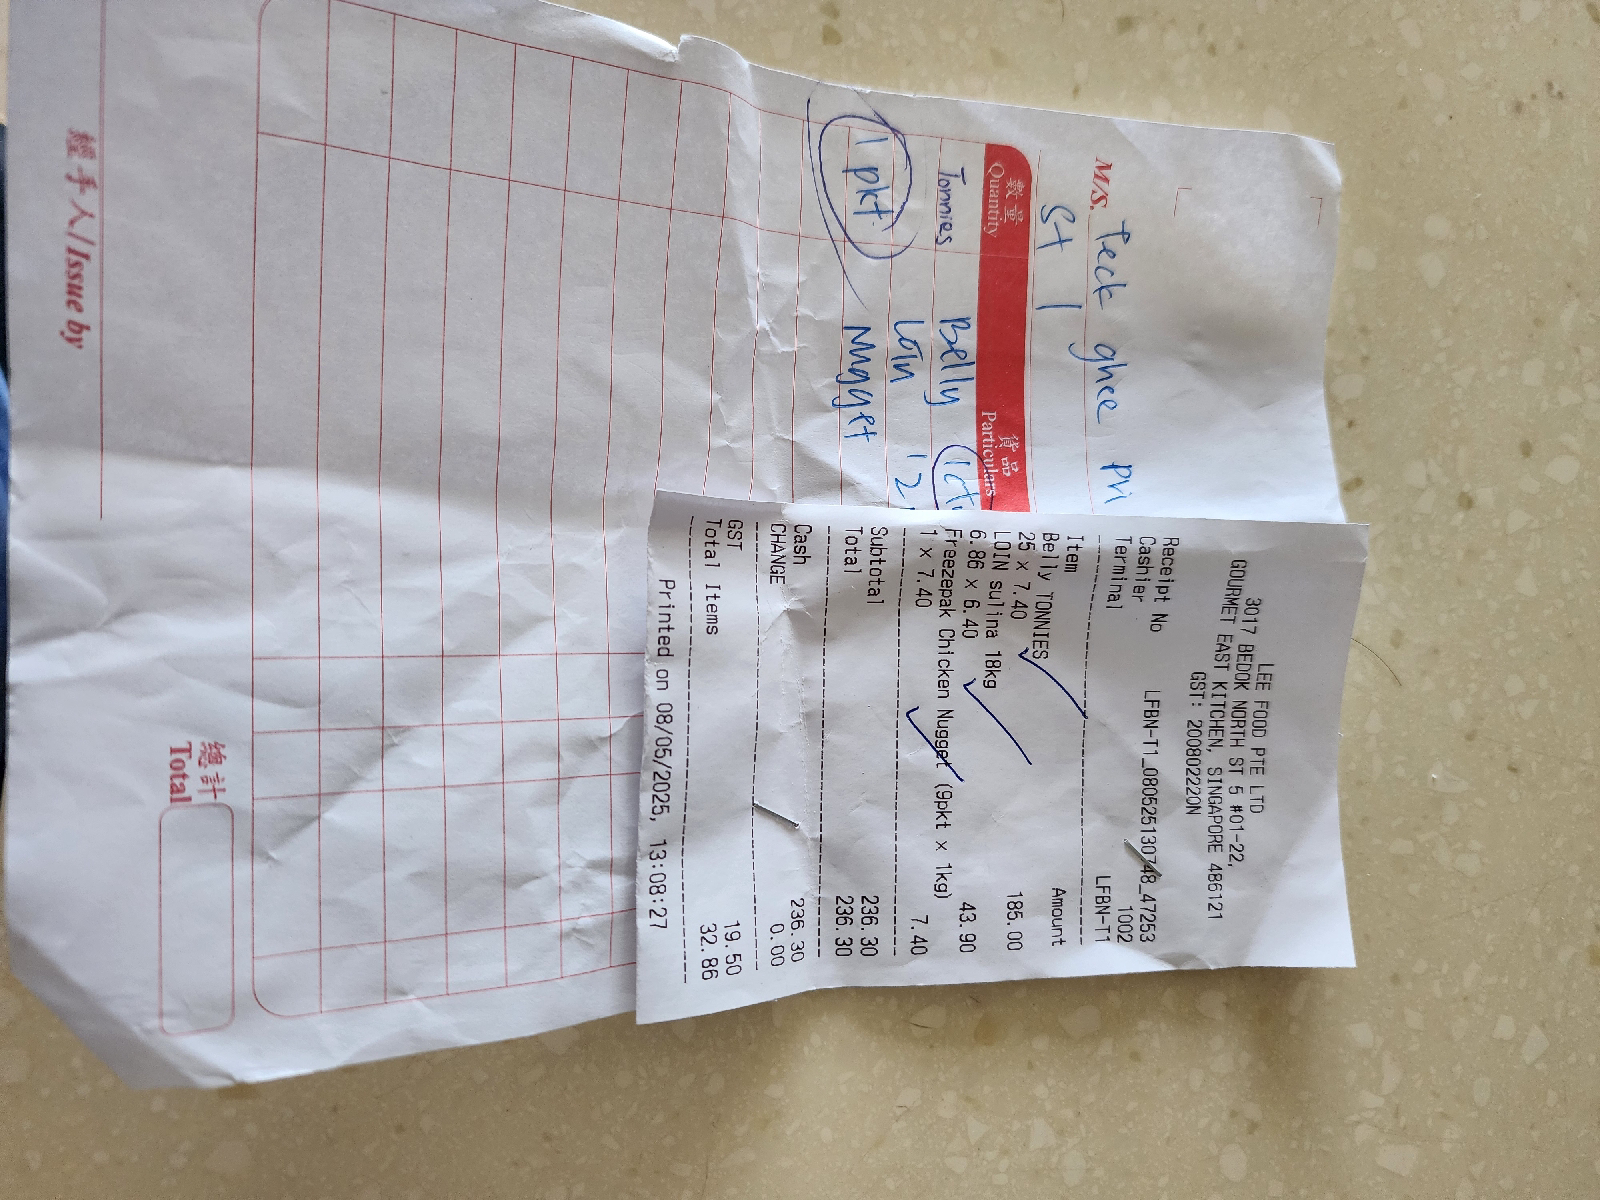 M/S. Teck ghee pri
St 1
數量 Quantity
貨品 Particulars
Tonnies Belly 1ct
Loin 2
1 pkt Nugget
總計 Total
經手人/Issue by
LEE FOOD PTE LTD
3017 BEDOK NORTH ST 5 #01-22,
GOURMET EAST KITCHEN, SINGAPORE 486121
GST: 200802220N
Receipt No LFBN-T1_080525130748_47253
Cashier 1002
Terminal LFBN-T1
Item Amount
Belly TONNIES
25 x 7.40 185.00
LOIN sulina 18kg
6.86 x 6.40 43.90
Freezepak Chicken Nugget (9pkt x 1kg)
1 x 7.40 7.40
Subtotal 236.30
Total 236.30
Cash 236.30
CHANGE 0.00
GST 19.50
Total Items 32.86
Printed on 08/05/2025, 13:08:27